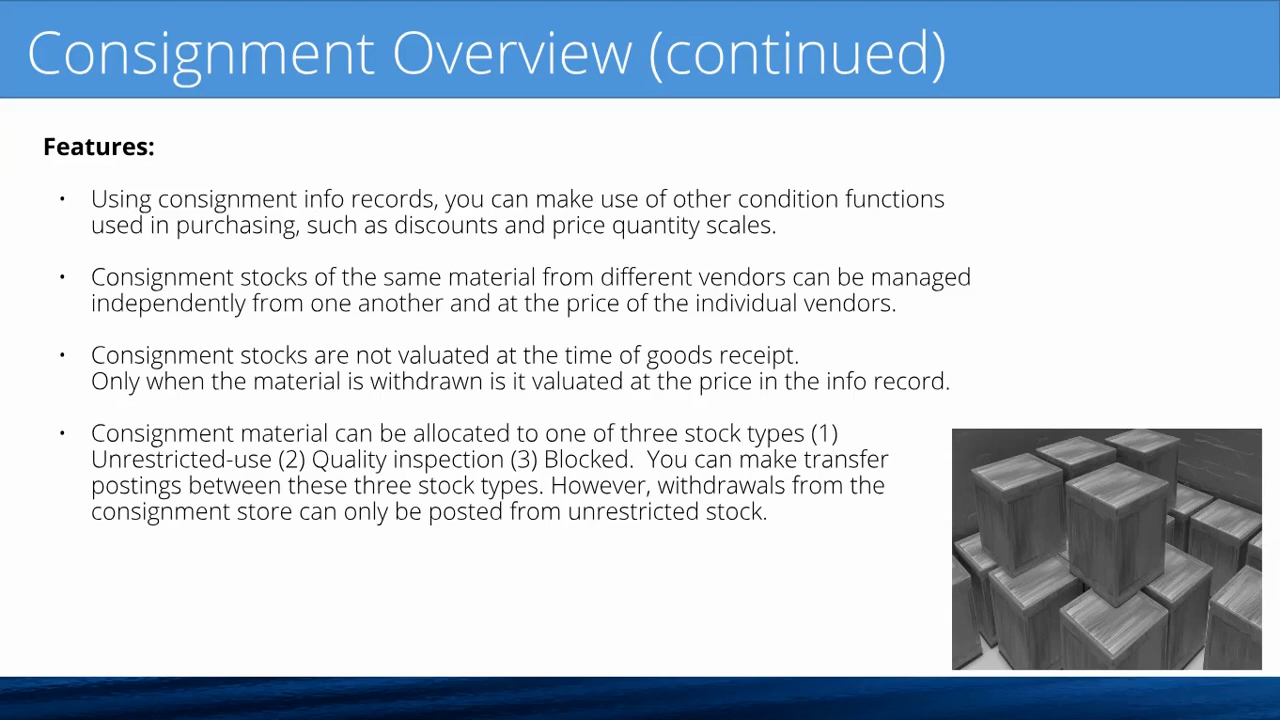 Consignment Overview (continued)
Features:
• Using consignment info records, you can make use of other condition functions
used in purchasing, such as discounts and price quantity scales.
• Consignment stocks of the same material from different vendors can be managed
independently from one another and at the price of the individual vendors.
• Consignment stocks are not valuated at the time of goods receipt.
Only when the material is withdrawn is it valuated at the price in the info record.
• Consignment material can be allocated to one of three stock types (1)
Unrestricted-use (2) Quality inspection (3) Blocked.  You can make transfer
postings between these three stock types. However, withdrawals from the
consignment store can only be posted from unrestricted stock.